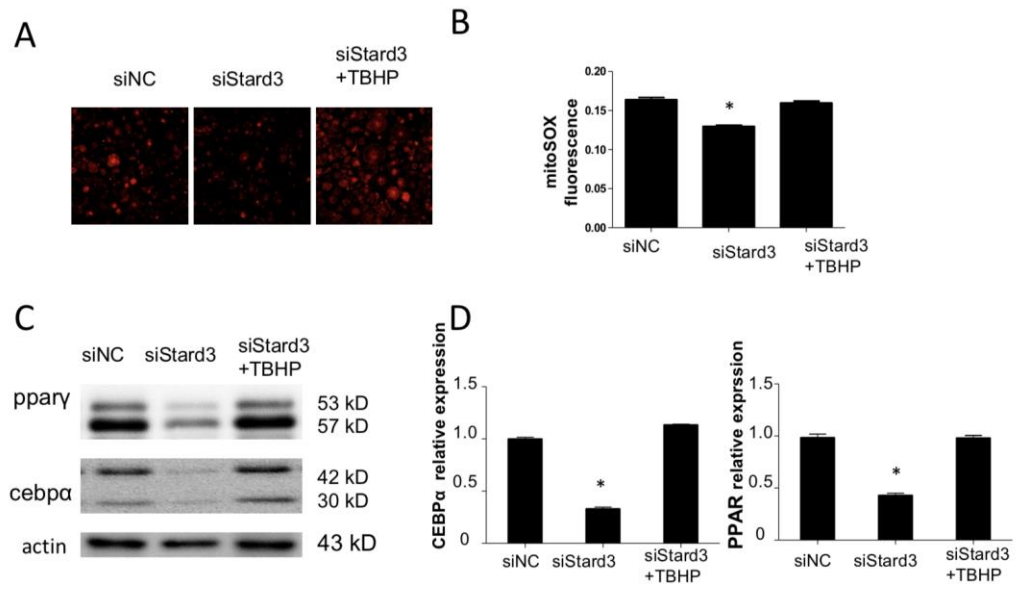 A
siNC
siStard3
siStard3
+TBHP
B
mitoSOX
fluorescence
0.20
0.15
0.10
0.05
0.00
*
siNC
siStard3
siStard3
+TBHP
C
siNC
siStard3
siStard3
+TBHP
pparγ
53 kD
57 kD
cebpα
42 kD
30 kD
actin
43 kD
D
CEBPα relative expression
1.5
1.0
0.5
0
*
siNC
siStard3
siStard3
+TBHP
PPAR relative exprssion
1.5
1.0
0.5
0
*
siNC
siStard3
siStard3
+TBHP